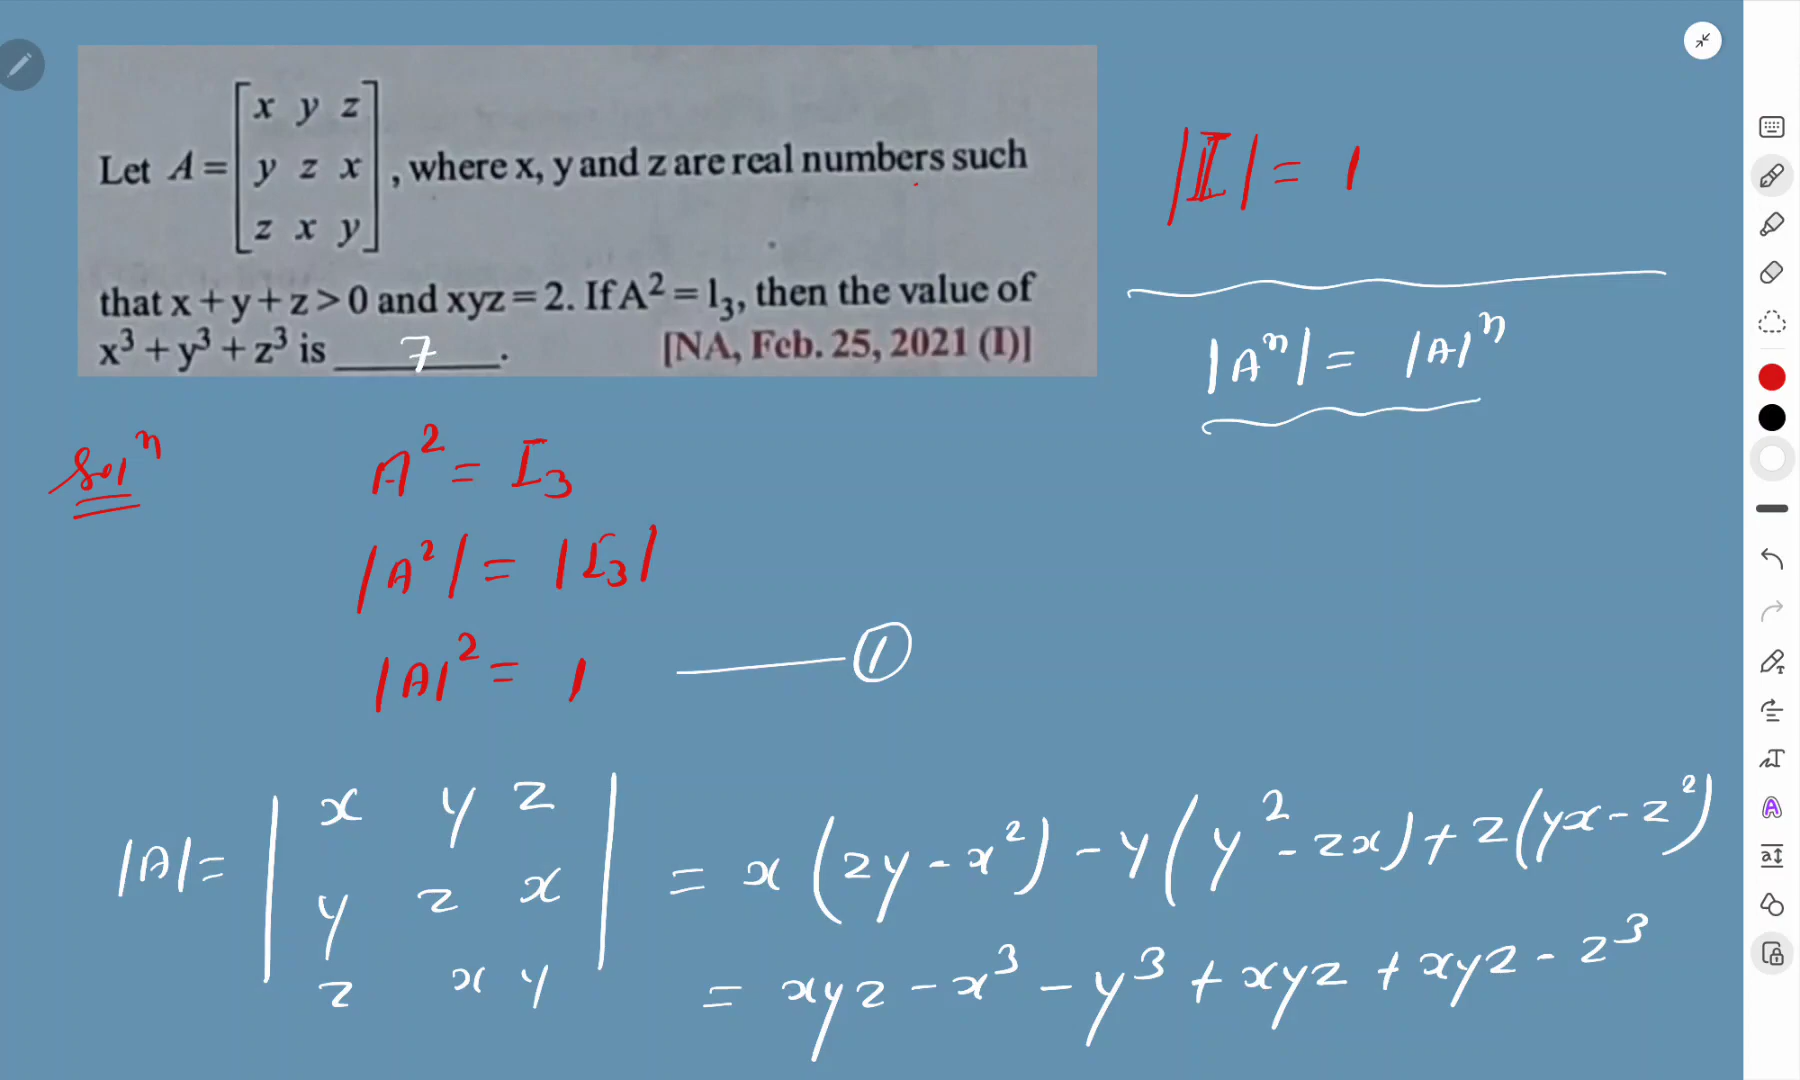 Let A = [x y z
y z x
z x y], where x, y and z are real numbers such
that x + y + z > 0 and xyz = 2. If A² = l₃, then the value of
x³ + y³ + z³ is ___7___. [NA, Feb. 25, 2021 (I)]
|I| = 1
|Aⁿ| = |A|ⁿ
Solⁿ
A² = I₃
|A²| = |I₃|
|A|² = 1 ——— ①
|A| = | x y z
y z x
z x y | = x(zy - x²) - y(y² - zx) + z(yx - z²)
= xyz - x³ - y³ + xyz + xyz - z³